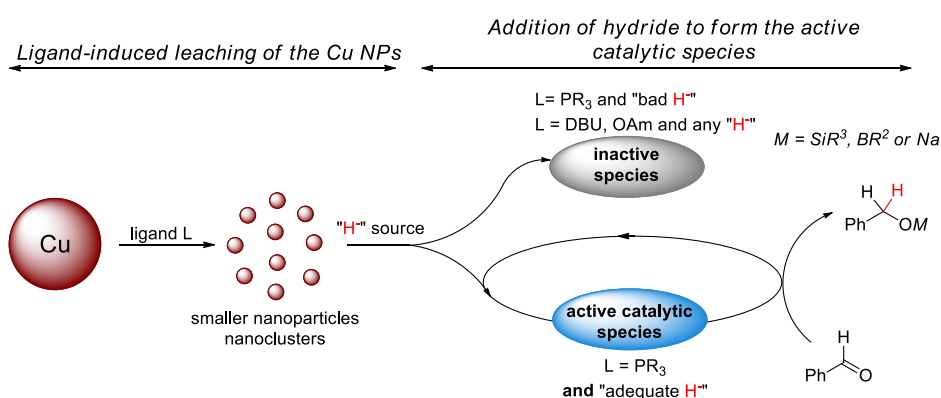 Ligand-induced leaching of the Cu NPs
Addition of hydride to form the active
catalytic species
L= PR3 and "bad H-"
L = DBU, OAm and any "H-"
M = SiR3, BR2 or Na
inactive
species
H H
Ph OM
Cu
ligand L
"H-" source
smaller nanoparticles
nanoclusters
active catalytic
species
L = PR3
and "adequate H-"
H
Ph O